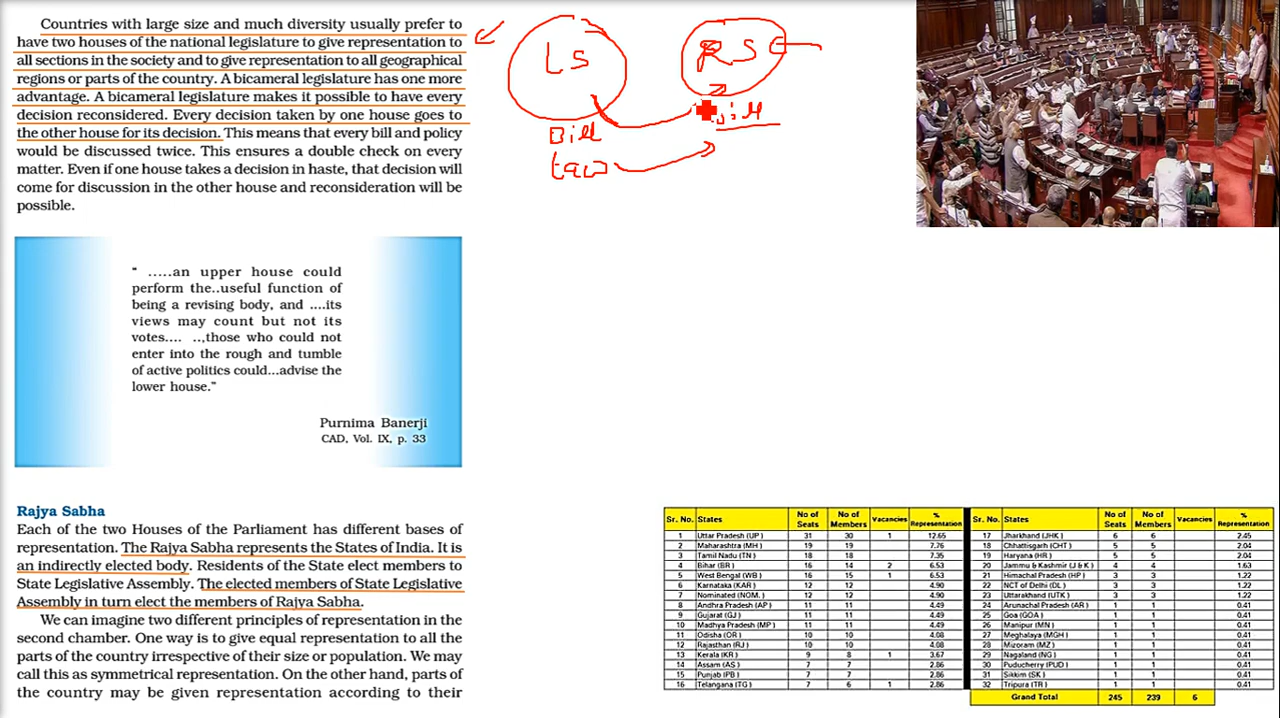 Countries with large size and much diversity usually prefer to
have two houses of the national legislature to give representation to
all sections in the society and to give representation to all geographical
regions or parts of the country. A bicameral legislature has one more
advantage. A bicameral legislature makes it possible to have every
decision reconsidered. Every decision taken by one house goes to
the other house for its decision. This means that every bill and policy
would be discussed twice. This ensures a double check on every
matter. Even if one house takes a decision in haste, that decision will
come for discussion in the other house and reconsideration will be
possible.
LS
RS
Bill
Law
“ .....an upper house could
perform the..useful function of
being a revising body, and ....its
views may count but not its
votes.... ..,those who could not
enter into the rough and tumble
of active politics could...advise the
lower house.”
Purnima Banerji
CAD, Vol. IX, p. 33
Rajya Sabha
Each of the two Houses of the Parliament has different bases of
representation. The Rajya Sabha represents the States of India. It is
an indirectly elected body. Residents of the State elect members to
State Legislative Assembly. The elected members of State Legislative
Assembly in turn elect the members of Rajya Sabha.
We can imagine two different principles of representation in the
second chamber. One way is to give equal representation to all the
parts of the country irrespective of their size or population. We may
call this as symmetrical representation. On the other hand, parts of
the country may be given representation according to their
Sr. No. States No of Seats No of Members Vacancies % Representation
1 Uttar Pradesh (UP) 31 30 1 12.65
2 Maharashtra (MH) 19 19 7.76
3 Tamil Nadu (TN) 18 18 7.35
4 Bihar (BR) 16 14 2 6.53
5 West Bengal (WB) 16 15 1 6.53
6 Karnataka (KAR) 12 12 4.90
7 Nominated (NOM.) 12 12 4.90
8 Andhra Pradesh (AP) 11 11 4.49
9 Gujarat (GJ) 11 11 4.49
10 Madhya Pradesh (MP) 11 11 4.49
11 Odisha (OR) 10 10 4.08
12 Rajasthan (RJ) 10 10 4.08
13 Kerala (KR) 9 8 1 3.67
14 Assam (AS) 7 7 2.86
15 Punjab (PB) 7 7 2.86
16 Telangana (TG) 7 6 1 2.86
Sr. No. States No of Seats No of Members Vacancies % Representation
17 Jharkhand (JHK) 6 6 2.45
18 Chhattisgarh (CHT) 5 5 2.04
19 Haryana (HR) 5 5 2.04
20 Jammu & Kashmir (J & K) 4 4 1.63
21 Himachal Pradesh (HP) 3 3 1.22
22 NCT of Delhi (DL) 3 3 1.22
23 Uttarakhand (UTK) 3 3 1.22
24 Arunachal Pradesh (AR) 1 1 0.41
25 Goa (GOA) 1 1 0.41
26 Manipur (MN) 1 1 0.41
27 Meghalaya (MGH) 1 1 0.41
28 Mizoram (MZ) 1 1 0.41
29 Nagaland (NG) 1 1 0.41
30 Puducherry (PUD) 1 1 0.41
31 Sikkim (SK) 1 1 0.41
32 Tripura (TR) 1 1 0.41
Grand Total 245 239 6